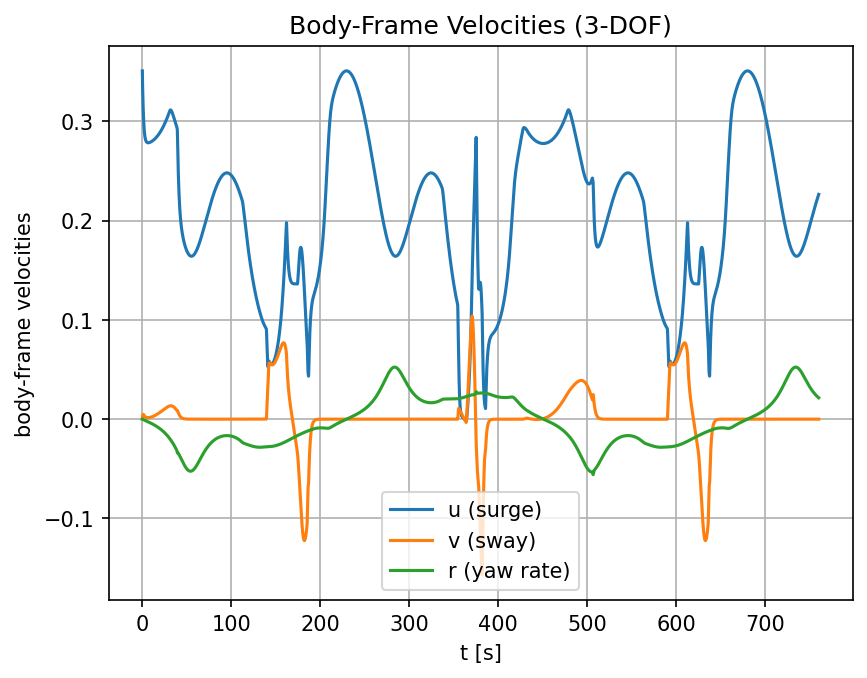 Body-Frame Velocities (3-DOF)
body-frame velocities
0.3
0.2
0.1
0.0
−0.1
u (surge)
v (sway)
r (yaw rate)
0 100 200 300 400 500 600 700
t [s]